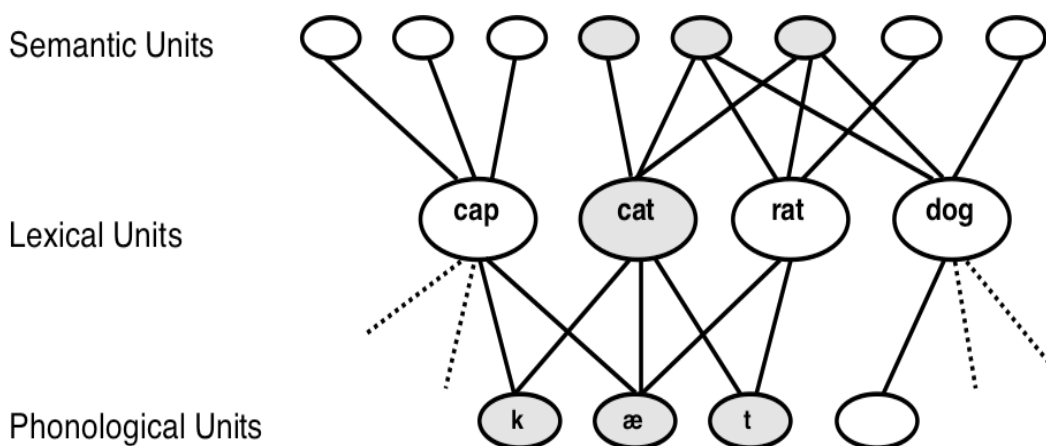 Semantic Units
Lexical Units
cap cat rat dog
Phonological Units
k æ t